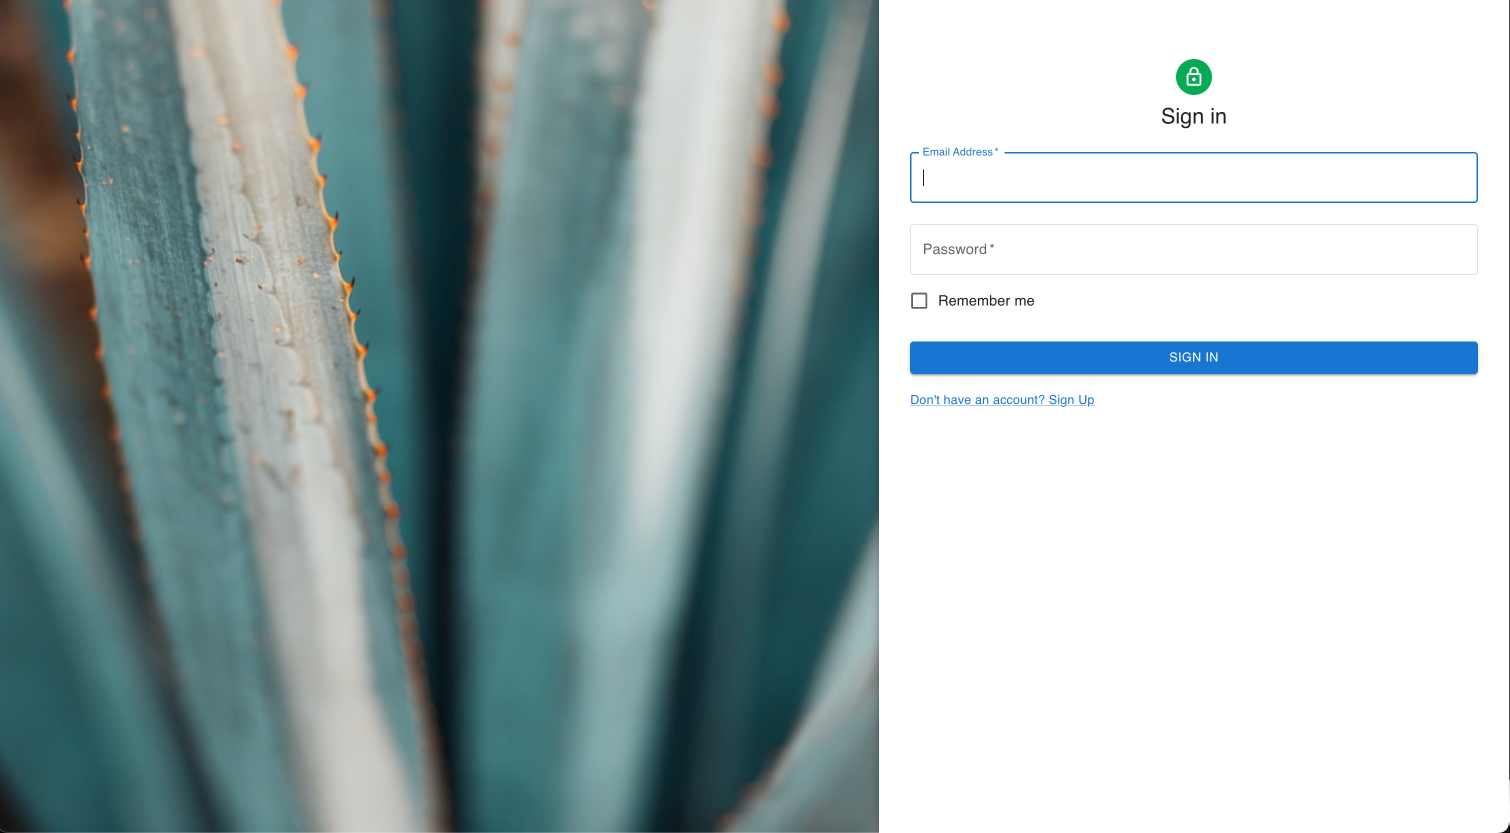 Sign in
Email Address *
Password *
Remember me
SIGN IN
Don't have an account? Sign Up